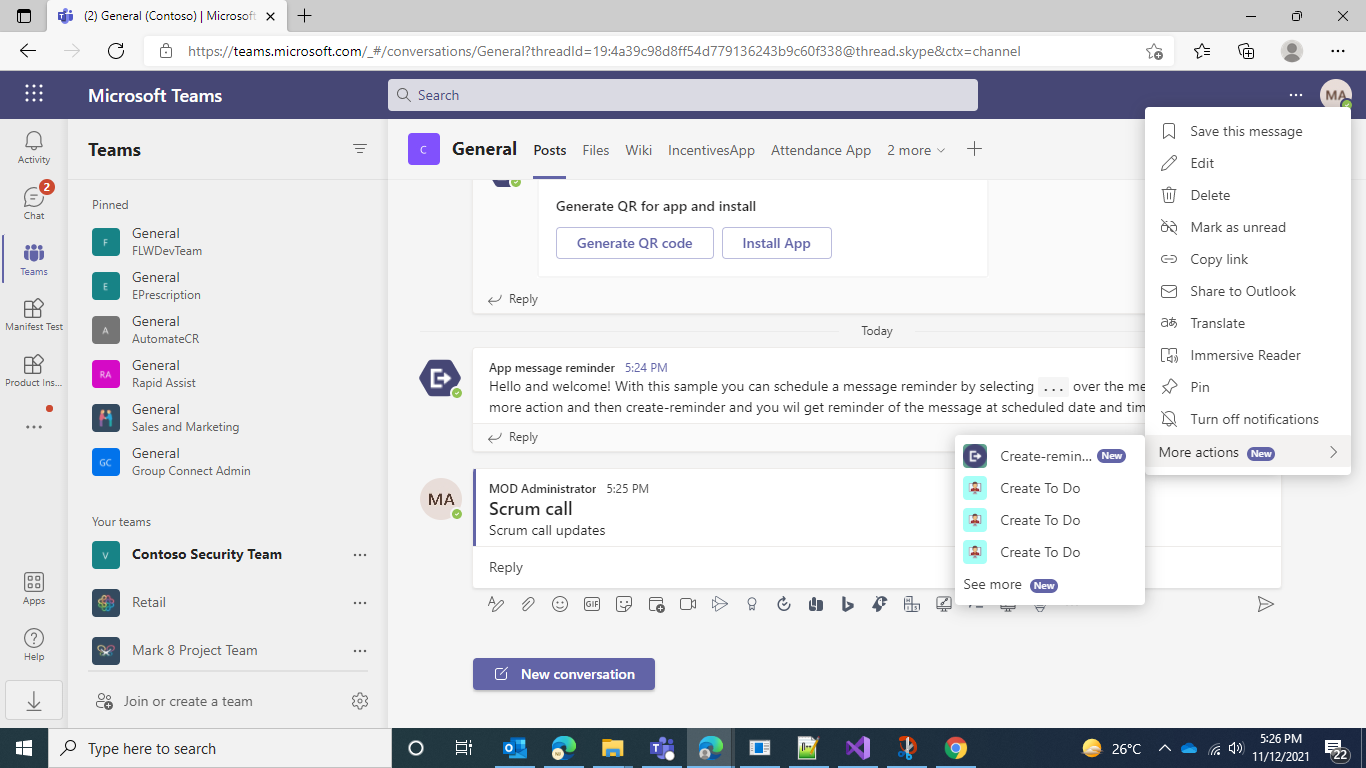 (2) General (Contoso) | Microsoft
https://teams.microsoft.com/_#/conversations/General?threadId=19:4a39c98d8ff54d779136243b9c60f338@thread.skype&ctx=channel
Microsoft Teams
Search
MA
Activity
2
Chat
Teams
Manifest Test
Product Ins...
Apps
Help
Teams
Pinned
F
General
FLWDevTeam
E
General
EPrescription
A
General
AutomateCR
RA
General
Rapid Assist
General
Sales and Marketing
GC
General
Group Connect Admin
Your teams
V
Contoso Security Team
Retail
Mark 8 Project Team
Join or create a team
C
General
Posts
Files
Wiki
IncentivesApp
Attendance App
2 more
Generate QR for app and install
Generate QR code
Install App
Reply
Today
App message reminder 5:24 PM
Hello and welcome! With this sample you can schedule a message reminder by selecting ... over the me
more action and then create-reminder and you wil get reminder of the message at scheduled date and tim
Reply
MA
MOD Administrator 5:25 PM
Scrum call
Scrum call updates
Reply
GIF
New conversation
Save this message
Edit
Delete
Mark as unread
Copy link
Share to Outlook
Translate
Immersive Reader
Pin
Turn off notifications
More actions New
Create-remin... New
Create To Do
Create To Do
Create To Do
See more New
Type here to search
26°C
5:26 PM
11/12/2021
22